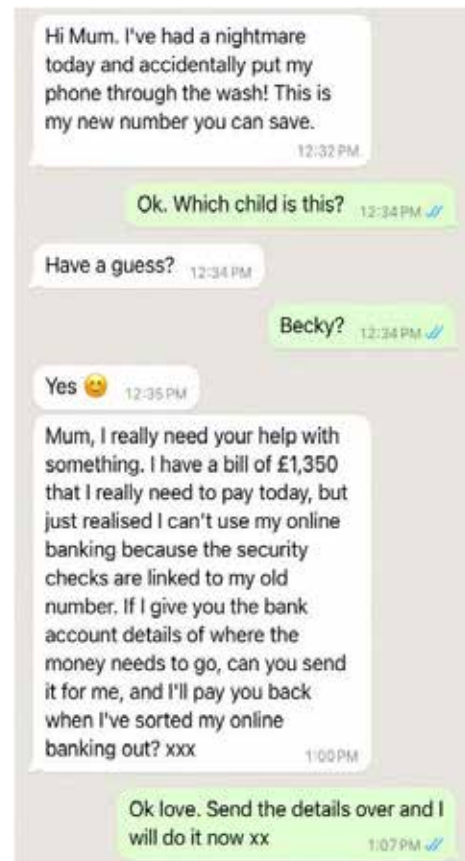 Hi Mum. I've had a nightmare
today and accidentally put my
phone through the wash! This is
my new number you can save.
12:32 PM
Ok. Which child is this? 12:34 PM
Have a guess? 12:34 PM
Becky? 12:34 PM
Yes 😊 12:35 PM
Mum, I really need your help with
something. I have a bill of £1,350
that I really need to pay today, but
just realised I can't use my online
banking because the security
checks are linked to my old
number. If I give you the bank
account details of where the
money needs to go, can you send
it for me, and I'll pay you back
when I've sorted my online
banking out? xxx 1:00 PM
Ok love. Send the details over and I
will do it now xx 1:07 PM